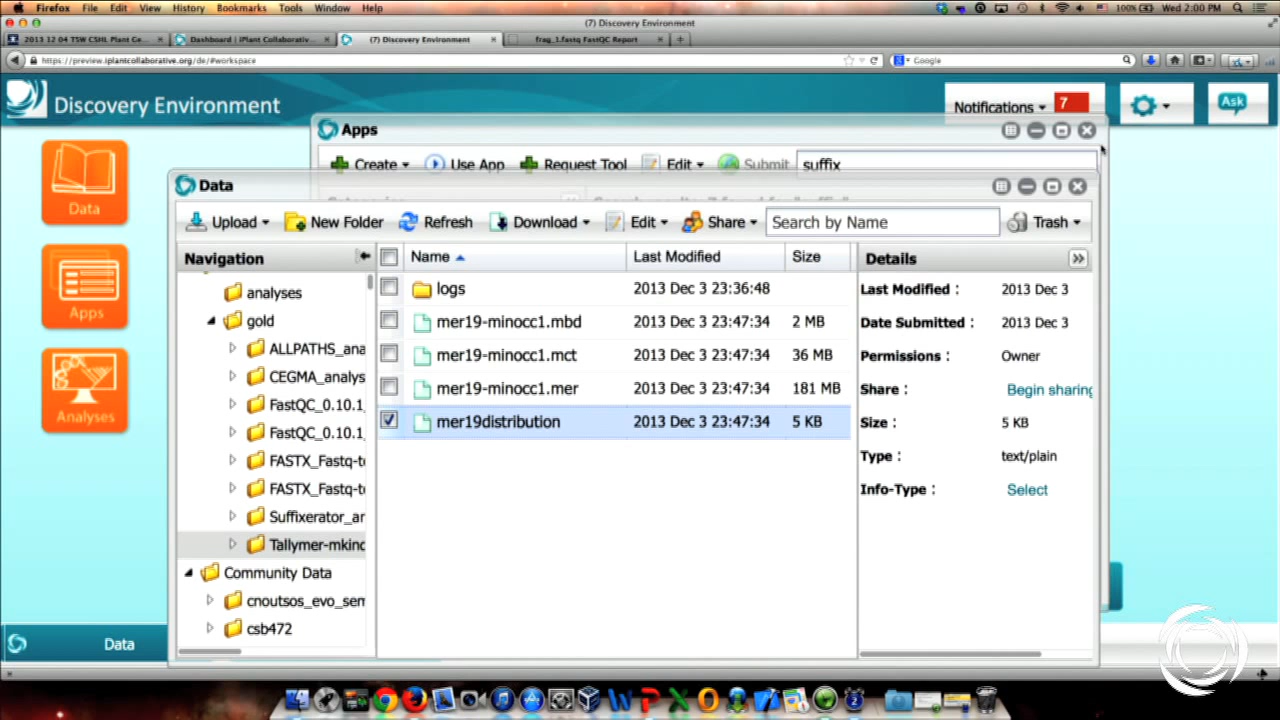 Firefox File Edit View History Bookmarks Tools Window Help 100% Wed 2:00 PM
(7) Discovery Environment
2013 12 04 TSW CSHL Plant Ge... Dashboard | iPlant Collaborativ... (7) Discovery Environment frag_1.fastq FastQC Report
https://preview.iplantcollaborative.org/de/#workspace Google
Discovery Environment Notifications 7 Ask
Apps
Create Use App Request Tool Edit Submit suffix
Data
Upload New Folder Refresh Download Edit Share Search by Name Trash
Navigation Name Last Modified Size Details
analyses
gold
ALLPATHS_ana
CEGMA_analys
FastQC_0.10.1_
FastQC_0.10.1_
FASTX_Fastq-to
FASTX_Fastq-to
Suffixerator_an
Tallymer-mkind
Community Data
cnoutsos_evo_sem
csb472
logs 2013 Dec 3 23:36:48
mer19-minocc1.mbd 2013 Dec 3 23:47:34 2 MB
mer19-minocc1.mct 2013 Dec 3 23:47:34 36 MB
mer19-minocc1.mer 2013 Dec 3 23:47:34 181 MB
mer19distribution 2013 Dec 3 23:47:34 5 KB
Last Modified : 2013 Dec 3
Date Submitted : 2013 Dec 3
Permissions : Owner
Share : Begin sharing
Size : 5 KB
Type : text/plain
Info-Type : Select
Data
Apps
Analyses
Data